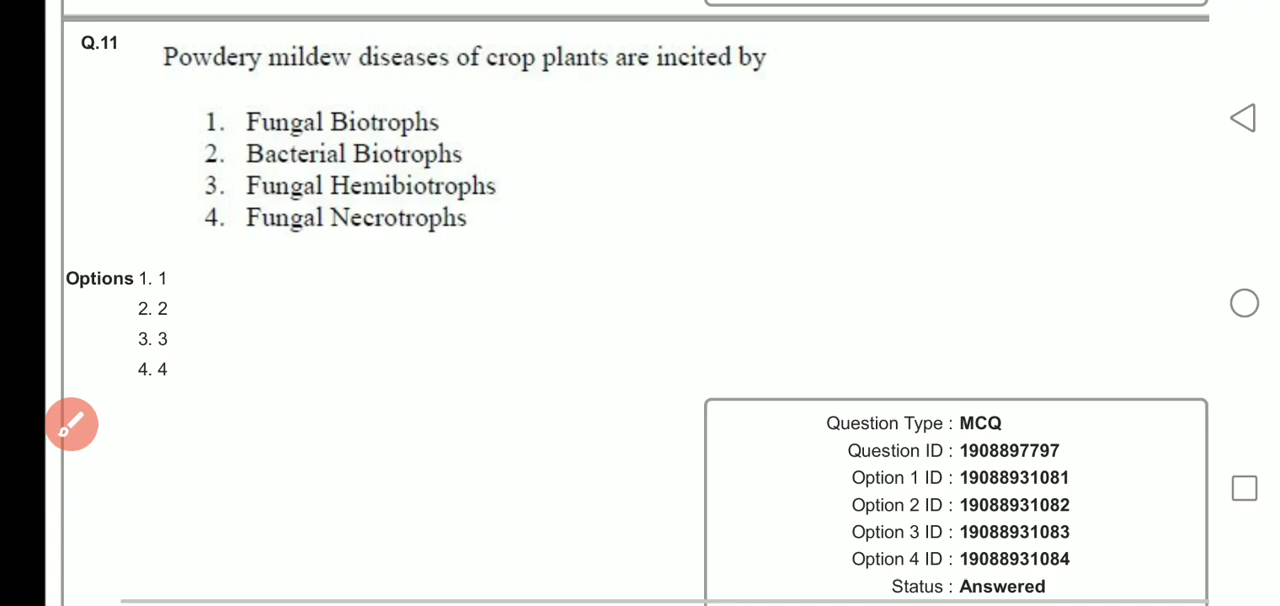 Q.11
Powdery mildew diseases of crop plants are incited by
1. Fungal Biotrophs
2. Bacterial Biotrophs
3. Fungal Hemibiotrophs
4. Fungal Necrotrophs
Options 1. 1
2. 2
3. 3
4. 4
Question Type : MCQ
Question ID : 1908897797
Option 1 ID : 19088931081
Option 2 ID : 19088931082
Option 3 ID : 19088931083
Option 4 ID : 19088931084
Status : Answered